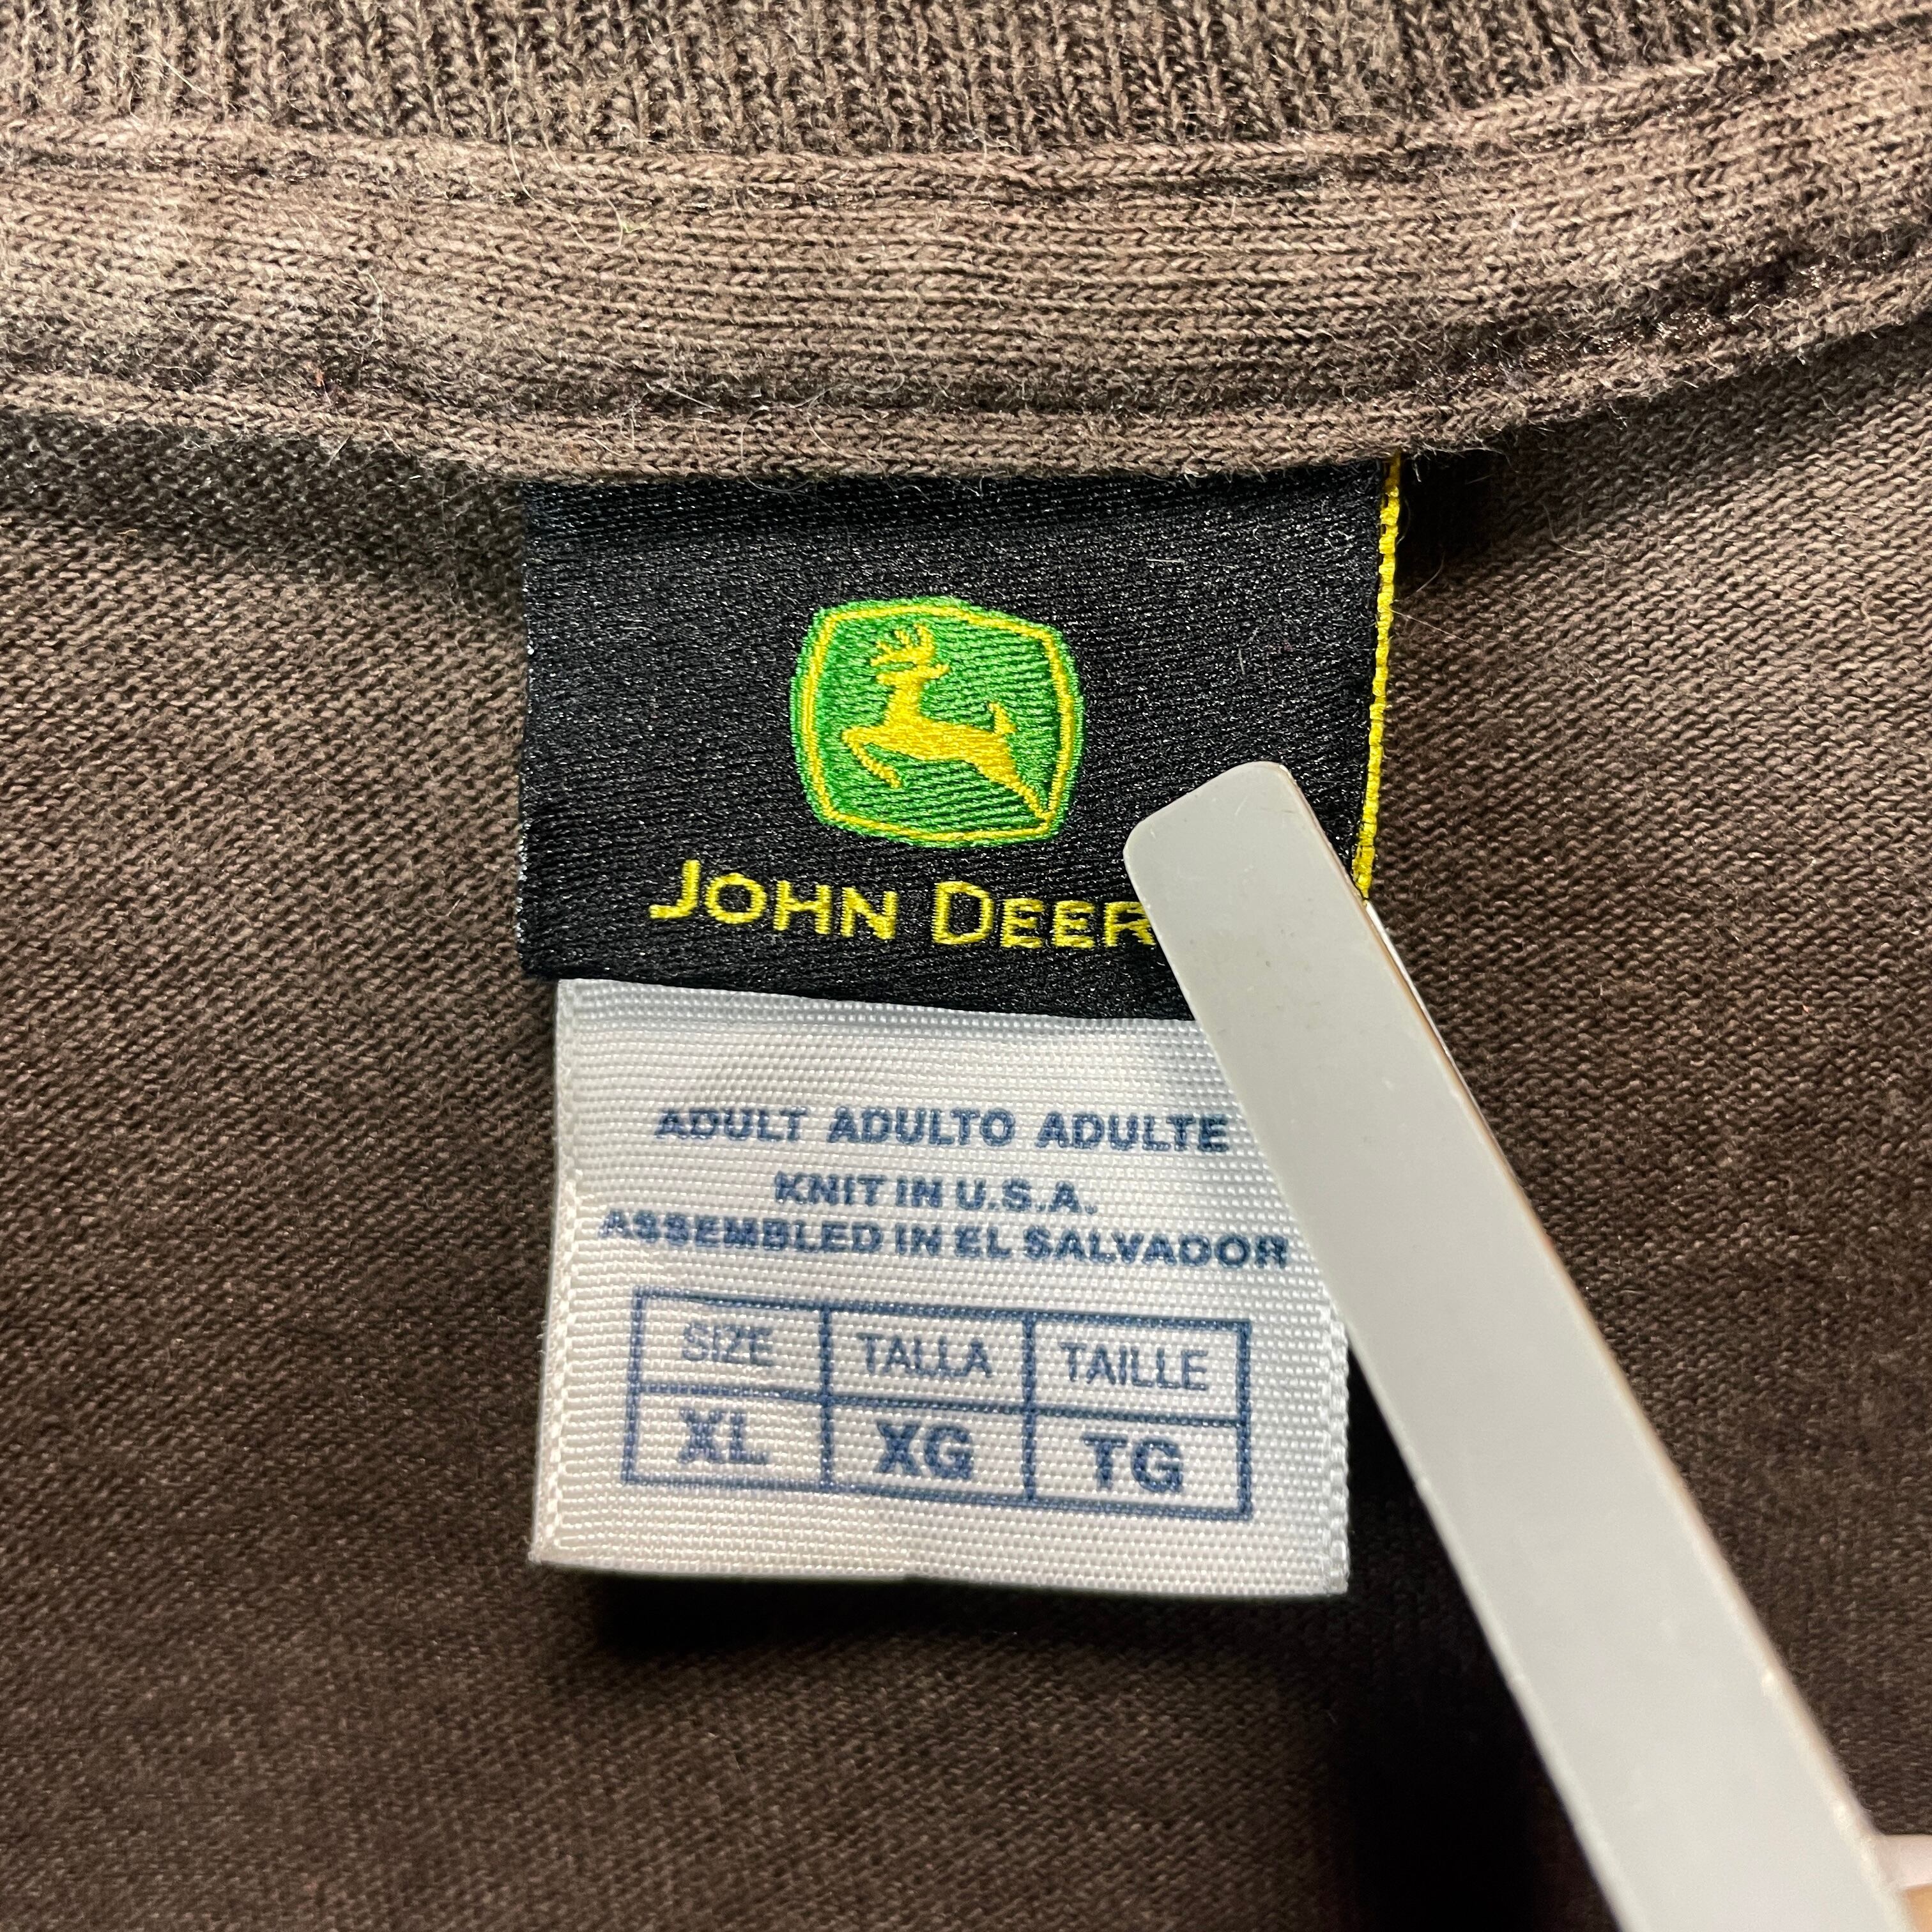 JOHN DEER
ADULT ADULTO ADULTE
KNIT IN U.S.A.
ASSEMBLED IN EL SALVADOR
SIZE TALLA TAILLE
XL XG TG